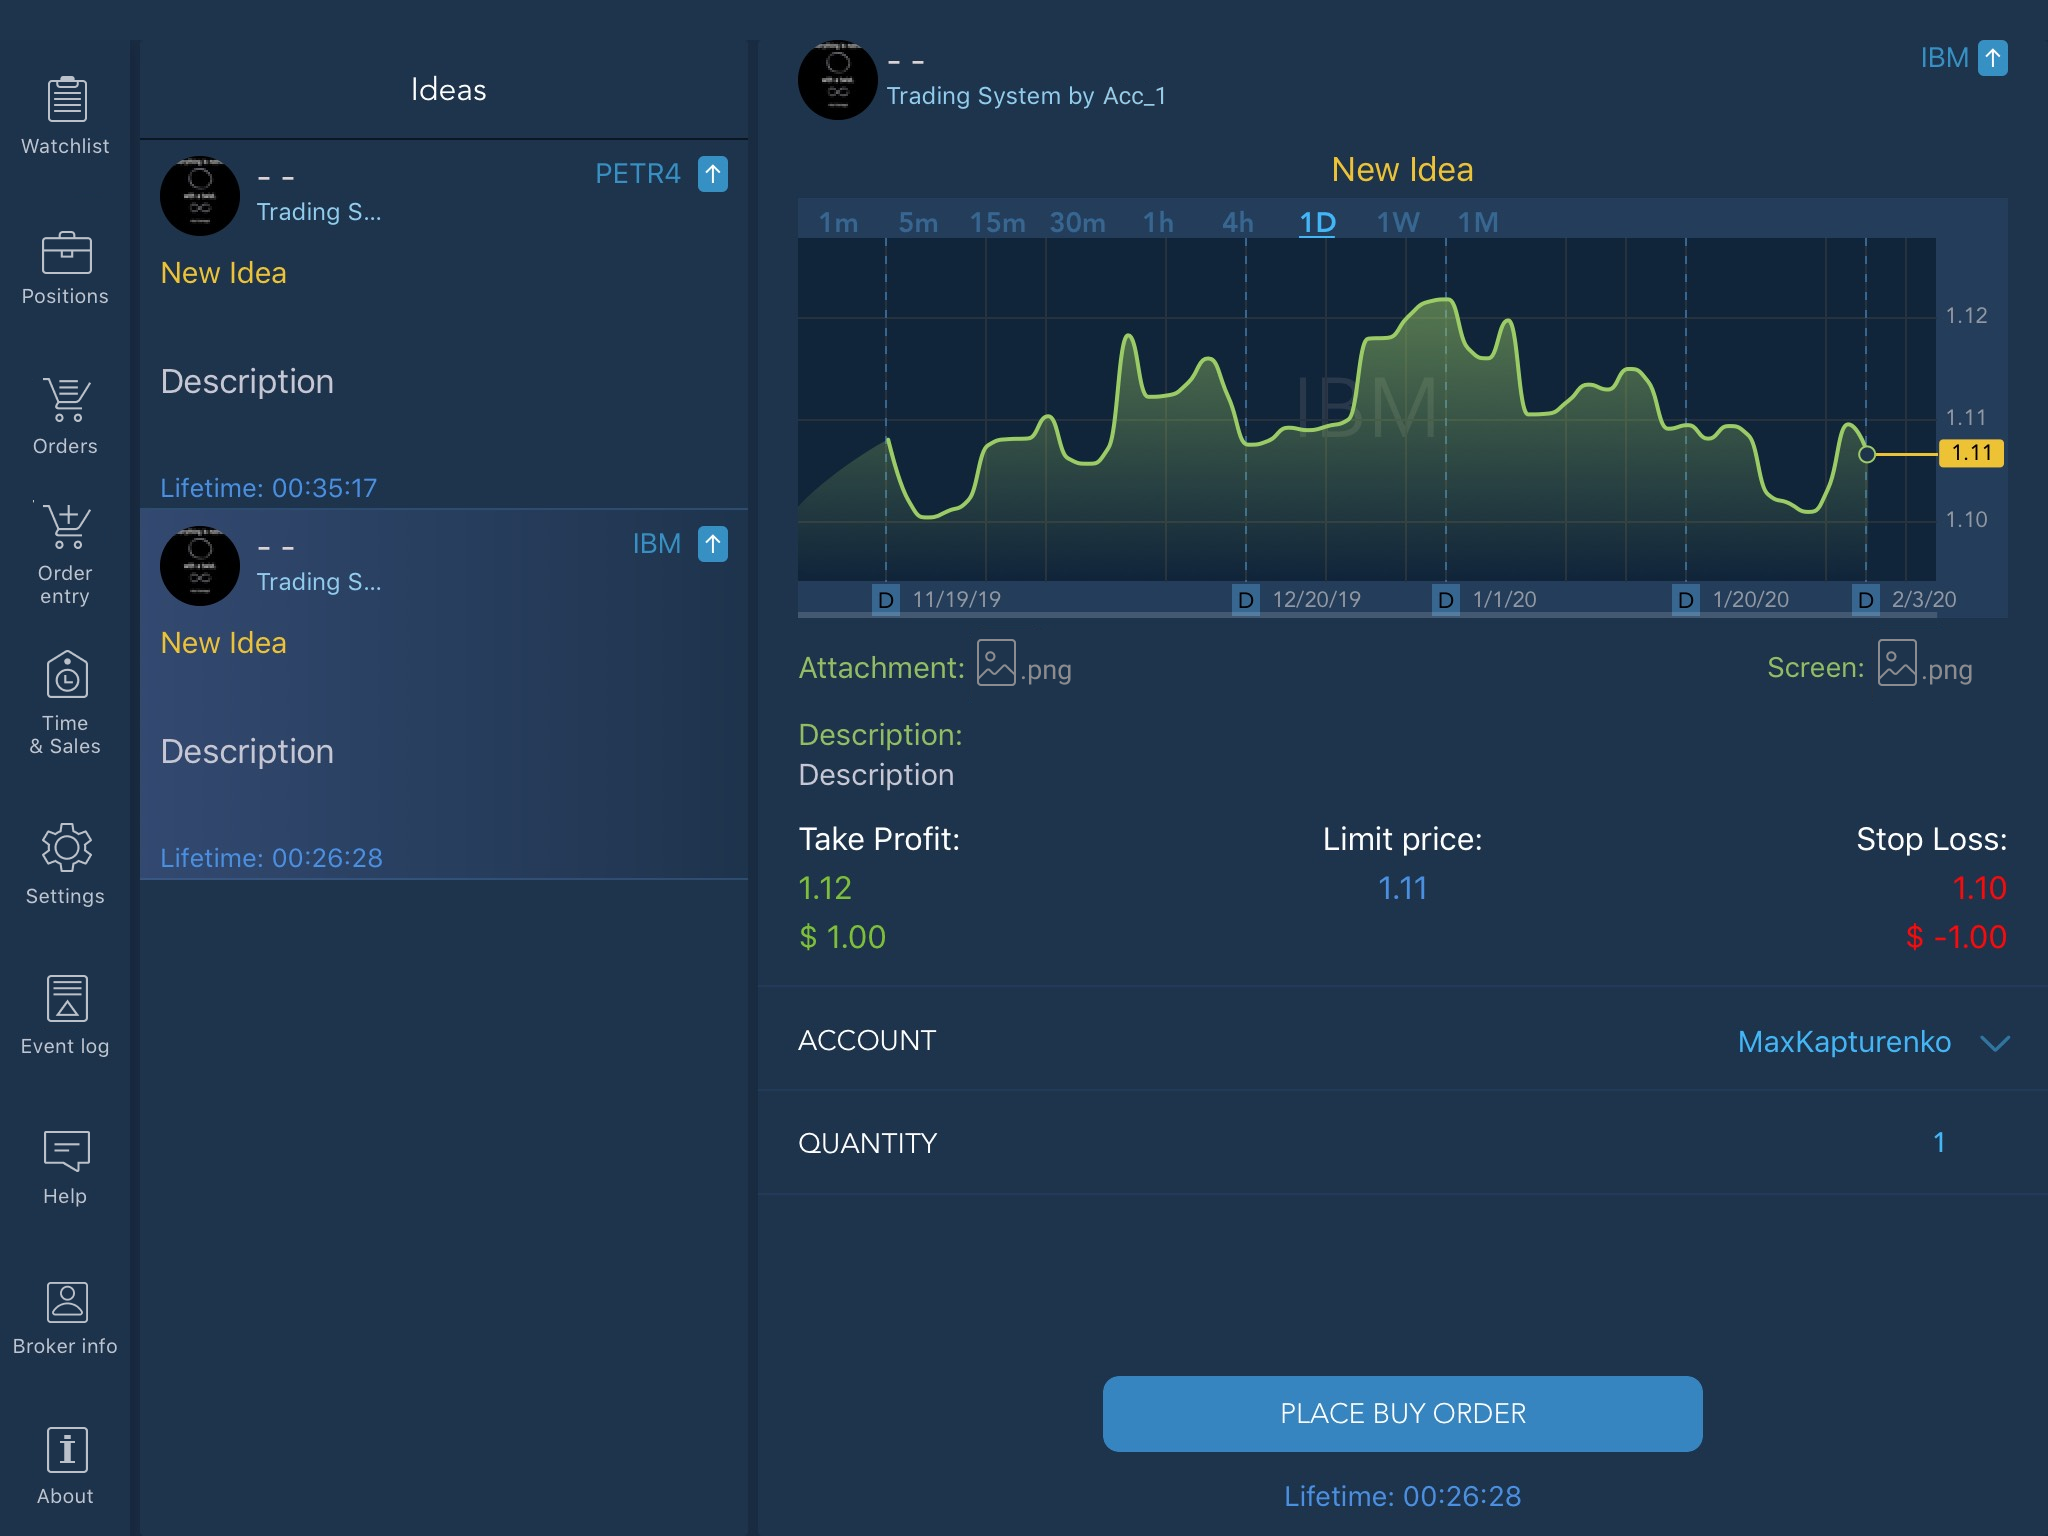 Watchlist
Positions
Orders
Order
entry
Time
& Sales
Settings
Event log
Help
Broker info
About
Ideas
- -
Trading S...
PETR4
New Idea
Description
Lifetime: 00:35:17
- -
Trading S...
IBM
New Idea
Description
Lifetime: 00:26:28
- -
Trading System by Acc_1
IBM
New Idea
1m 5m 15m 30m 1h 4h 1D 1W 1M
IBM
1.12
1.11
1.11
1.10
D 11/19/19 D 12/20/19 D 1/1/20 D 1/20/20 D 2/3/20
Attachment: .png
Screen: .png
Description:
Description
Take Profit: Limit price: Stop Loss:
1.12 1.11 1.10
$ 1.00 $ -1.00
ACCOUNT MaxKapturenko
QUANTITY 1
PLACE BUY ORDER
Lifetime: 00:26:28